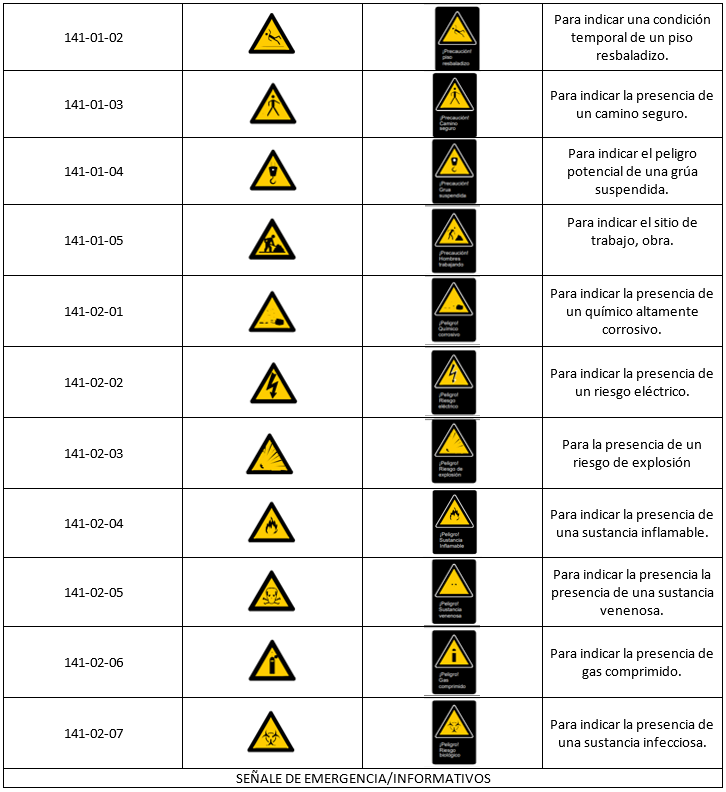 141-01-02
¡Precaución!
piso
resbaladizo
Para indicar una condición
temporal de un piso
resbaladizo.
141-01-03
¡Precaución!
Camino
seguro
Para indicar la presencia de
un camino seguro.
141-01-04
¡Precaución!
Grua
suspendida
Para indicar el peligro
potencial de una grúa
suspendida.
141-01-05
¡Precaución!
Hombres
trabajando
Para indicar el sitio de
trabajo, obra.
141-02-01
¡Peligro!
Químico
corrosivo
Para indicar la presencia de
un químico altamente
corrosivo.
141-02-02
¡Peligro!
Riesgo
eléctrico
Para indicar la presencia de
un riesgo eléctrico.
141-02-03
¡Peligro!
Riesgo de
explosión
Para la presencia de un
riesgo de explosión
141-02-04
¡Peligro!
Sustancia
Inflamable
Para indicar la presencia de
una sustancia inflamable.
141-02-05
¡Peligro!
Sustancia
venenosa
Para indicar la presencia la
presencia de una sustancia
venenosa.
141-02-06
¡Peligro!
Gas
comprimido
Para indicar la presencia de
gas comprimido.
141-02-07
¡Peligro!
Riesgo
biológico
Para indicar la presencia de
una sustancia infecciosa.
SEÑALE DE EMERGENCIA/INFORMATIVOS